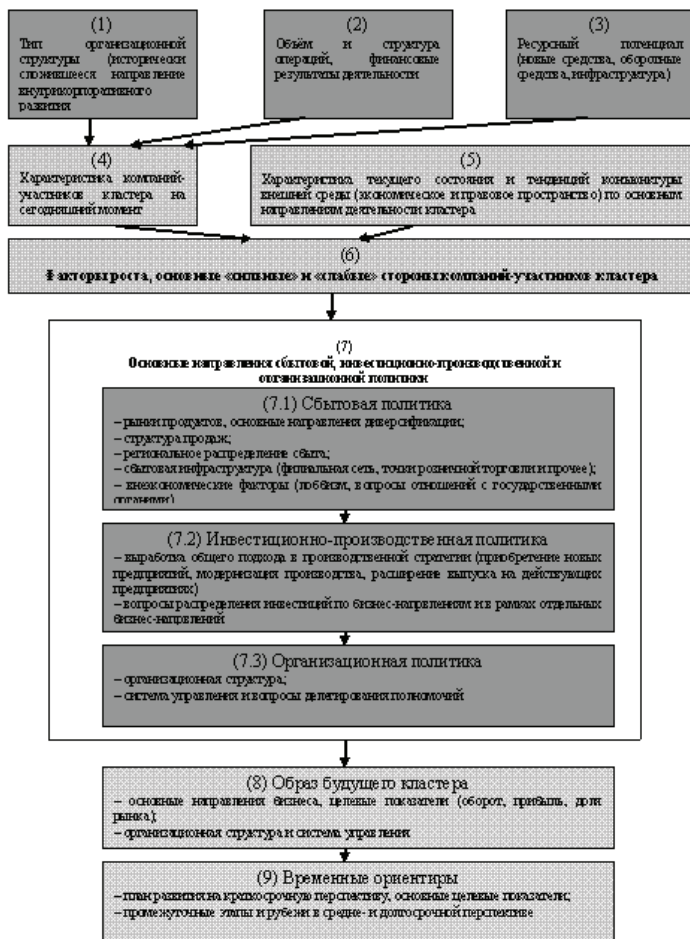 (1)
Тип организационной
структуры (исторически
сложившееся направление
внутрикорпоративного
развития
(2)
Объём и структура
операций, финансовые
результаты деятельности
(3)
Ресурсный потенциал
(новые средства, оборотные
средства, инфраструктура)
(4)
Характеристика компаний-
участников кластера на
сегодняшний момент
(5)
Характеристика текущего состояния и тенденций конъюнктуры
внешней среды (экономическое и правовое пространство) по основным
направлениям деятельности кластера
(6)
Факторы роста, основные «сильные» и «слабые» стороны компаний-участников кластера
(7)
Основные направления сбытовой, инвестиционно-производственной и
организационной политики
(7.1) Сбытовая политика
– рынки продуктов, основные направления диверсификации;
– структура продаж;
– региональное распределение сбыта;
– сбытовая инфраструктура (филиальная сеть, точки розничной торговли и прочее);
– внеэкономические факторы (лоббизм, вопросы отношений с государственными
органами)
(7.2) Инвестиционно-производственная политика
– выработка общего подхода в производственной стратегии (приобретение новых
предприятий, модернизация производства, расширение выпуска на действующих
предприятиях)
– вопросы распределения инвестиций по бизнес-направлениям и в рамках отдельных
бизнес-направлений
(7.3) Организационная политика
– организационная структура;
– система управления и вопросы делегирования полномочий
(8) Образ будущего кластера
– основные направления бизнеса, целевые показатели (оборот, прибыль, доля
рынка);
– организационная структура и система управления
(9) Временные ориентиры
– план развития на краткосрочную перспективу, основные целевые показатели;
– промежуточные этапы и рубежи в средне- и долгосрочной перспективе